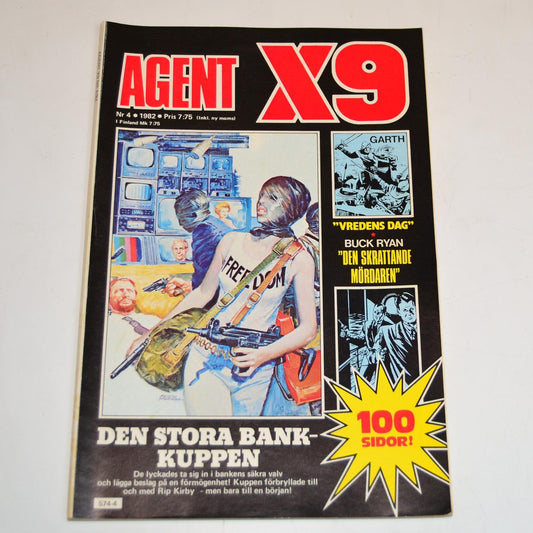 AGENT X9
Nr 4 • 1982 • Pris 7:75 (Inkl. ny moms)
I Finland Mk 7:75
GARTH
"VREDENS DAG"
BUCK RYAN
"DEN SKRATTANDE
MÖRDAREN"
FREEDOM
100
SIDOR!
DEN STORA BANK-
KUPPEN
De lyckades ta sig in i bankens säkra valv
och lägga beslag på en förmögenhet! Kuppen förbryllade till
och med Rip Kirby - men bara till en början!
574-4